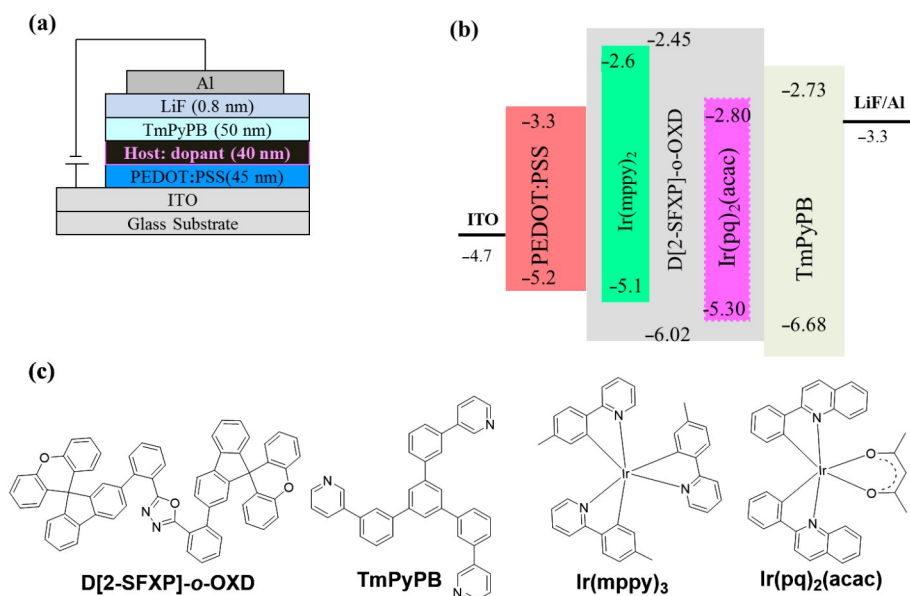 (a)
Al
LiF (0.8 nm)
TmPyPB (50 nm)
Host: dopant (40 nm)
PEDOT:PSS(45 nm)
ITO
Glass Substrate
(b)
ITO
−4.7
−3.3
PEDOT:PSS
−5.2
−2.6
Ir(mppy)2
−5.1
−2.45
D[2-SFXP]-o-OXD
−6.02
−2.80
Ir(pq)2(acac)
−5.30
−2.73
TmPyPB
−6.68
LiF/Al
−3.3
(c)
O
O
N
N
O
D[2-SFXP]-o-OXD
N
N
N
TmPyPB
N
Ir
N
N
Ir(mppy)3
N
Ir
O
O
N
Ir(pq)2(acac)